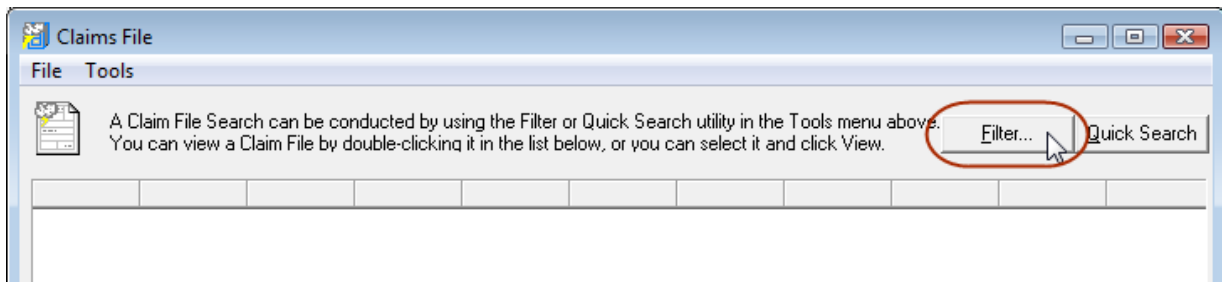 Claims File
File Tools
A Claim File Search can be conducted by using the Filter or Quick Search utility in the Tools menu above.
You can view a Claim File by double-clicking it in the list below, or you can select it and click View.
Filter... Quick Search